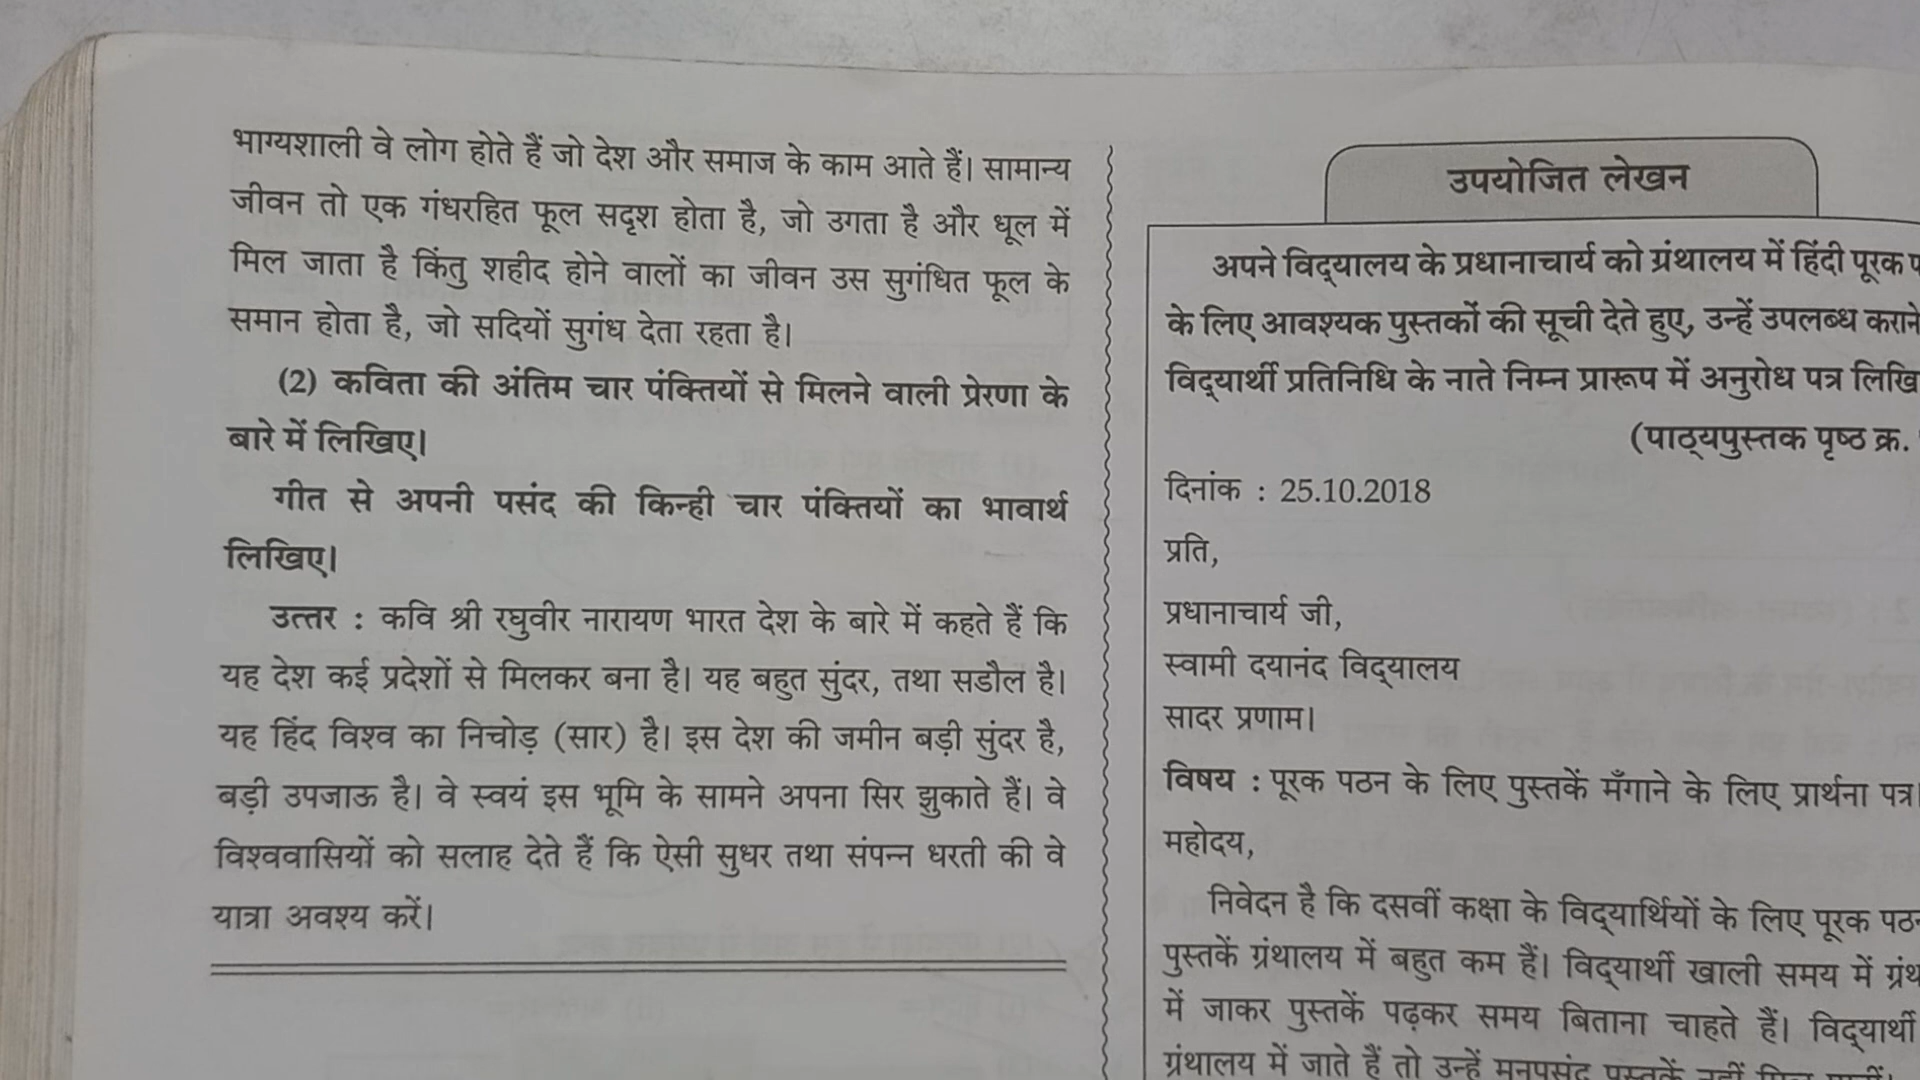 भाग्यशाली वे लोग होते हैं जो देश और समाज के काम आते हैं। सामान्य
जीवन तो एक गंधरहित फूल सदृश होता है, जो उगता है और धूल में
मिल जाता है किंतु शहीद होने वालों का जीवन उस सुगंधित फूल के
समान होता है, जो सदियों सुगंध देता रहता है।
(2) कविता की अंतिम चार पंक्तियों से मिलने वाली प्रेरणा के
बारे में लिखिए।
गीत से अपनी पसंद की किन्ही चार पंक्तियों का भावार्थ
लिखिए।
उत्तर : कवि श्री रघुवीर नारायण भारत देश के बारे में कहते हैं कि
यह देश कई प्रदेशों से मिलकर बना है। यह बहुत सुंदर, तथा सडौल है।
यह हिंद विश्व का निचोड़ (सार) है। इस देश की जमीन बड़ी सुंदर है,
बड़ी उपजाऊ है। वे स्वयं इस भूमि के सामने अपना सिर झुकाते हैं। वे
विश्ववासियों को सलाह देते हैं कि ऐसी सुधर तथा संपन्न धरती की वे
यात्रा अवश्य करें।
उपयोजित लेखन
अपने विद्यालय के प्रधानाचार्य को ग्रंथालय में हिंदी पूरक
के लिए आवश्यक पुस्तकों की सूची देते हुए, उन्हें उपलब्ध कराने
विद्यार्थी प्रतिनिधि के नाते निम्न प्रारूप में अनुरोध पत्र लिखि
(पाठ्यपुस्तक पृष्ठ क्र.
दिनांक : 25.10.2018
प्रति,
प्रधानाचार्य जी,
स्वामी दयानंद विद्यालय
सादर प्रणाम।
विषय : पूरक पठन के लिए पुस्तकें मँगाने के लिए प्रार्थना पत्र।
महोदय,
निवेदन है कि दसवीं कक्षा के विद्यार्थियों के लिए पूरक पठन
पुस्तकें ग्रंथालय में बहुत कम हैं। विद्यार्थी खाली समय में ग्रंथ
में जाकर पुस्तकें पढ़कर समय बिताना चाहते हैं। विद्यार्थी
ग्रंथालय में जाते हैं तो उन्हें मनपसंद पुस्तकें नहीं